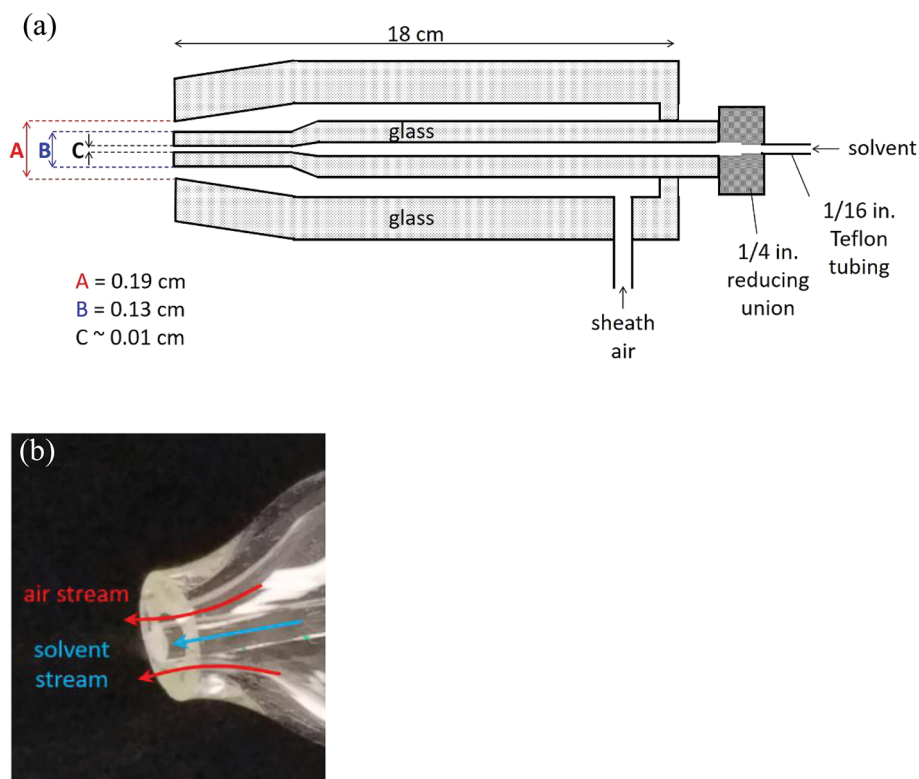 (a)
18 cm
glass
A B C
solvent
glass
1/16 in.
Teflon
tubing
1/4 in.
reducing
union
A = 0.19 cm
B = 0.13 cm
C ~ 0.01 cm
sheath
air
(b)
air stream
solvent
stream